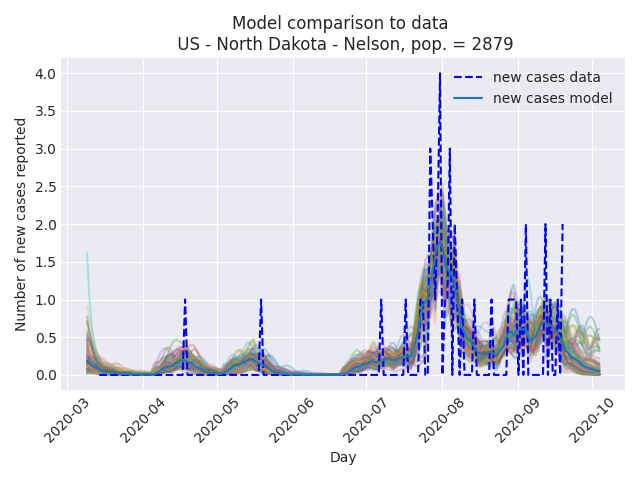 Model comparison to data
US - North Dakota - Nelson, pop. = 2879
new cases data
new cases model
Number of new cases reported
4.0
3.5
3.0
2.5
2.0
1.5
1.0
0.5
0.0
2020-03
2020-04
2020-05
2020-06
2020-07
2020-08
2020-09
2020-10
Day